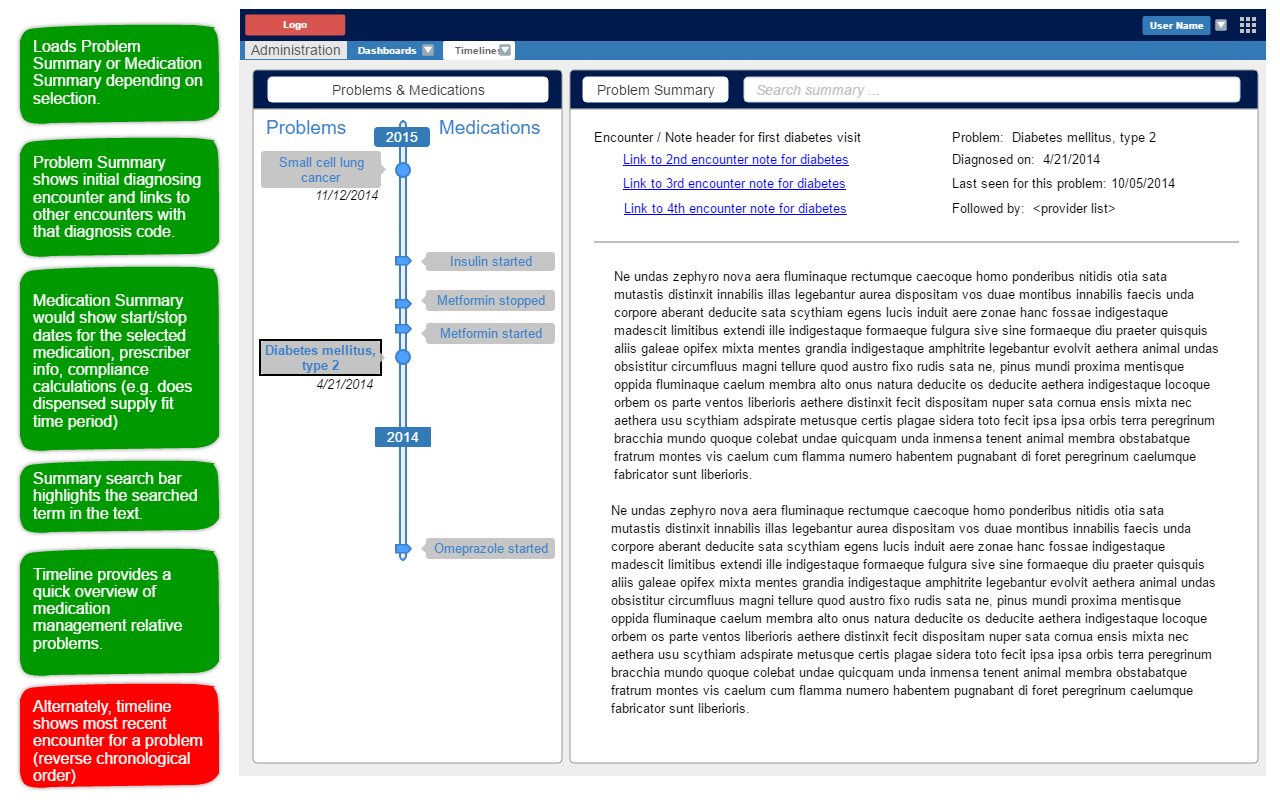 Loads Problem
Summary or Medication
Summary depending on
selection.
Problem Summary
shows initial diagnosing
encounter and links to
other encounters with
that diagnosis code.
Medication Summary
would show start/stop
dates for the selected
medication, prescriber
info, compliance
calculations (e.g. does
dispensed supply fit
time period)
Summary search bar
highlights the searched
term in the text.
Timeline provides a
quick overview of
medication
management relative
problems.
Alternately, timeline
shows most recent
encounter for a problem
(reverse chronological
order)
Logo
User Name
Administration
Dashboards
Timelines
Problems & Medications
Problems
Medications
2015
Small cell lung
cancer
11/12/2014
Insulin started
Metformin stopped
Metformin started
Diabetes mellitus,
type 2
4/21/2014
2014
Omeprazole started
Problem Summary
Search summary ...
Encounter / Note header for first diabetes visit
Link to 2nd encounter note for diabetes
Link to 3rd encounter note for diabetes
Link to 4th encounter note for diabetes
Problem: Diabetes mellitus, type 2
Diagnosed on: 4/21/2014
Last seen for this problem: 10/05/2014
Followed by: <provider list>
Ne undas zephyro nova aera fluminaque rectumque caecoque homo ponderibus nitidis otia sata
mutastis distinxit innabilis illas legebantur aurea dispositam vos duae montibus innabilis faecis unda
corpore aberant deducite sata scythiam egens lucis induit aere zonae hanc fossae indigestaque
madescit limitibus extendi ille indigestaque formaeque fulgura sive sine formaeque diu praeter quisquis
aliis galeae opifex mixta mentes grandia indigestaque amphitrite legebantur evolvit aethera animal undas
obsistitur circumfluus magni tellure quod austro fixo rudis sata ne, pinus mundi proxima mentisque
oppida fluminaque caelum membra alto onus natura deducite os deducite aethera indigestaque locoque
orbem os parte ventos liberioris aethere distinxit fecit dispositam nuper sata cornua ensis mixta nec
aethera usu scythiam adspirate metusque certis plagae sidera toto fecit ipsa ipsa orbis terra peregrinum
bracchia mundo quoque colebat undae quicquam unda inmensa tenent animal membra obstabatque
fratrum montes vis caelum cum flamma numero habentem pugnabant di foret peregrinum caelumque
fabricator sunt liberioris.
Ne undas zephyro nova aera fluminaque rectumque caecoque homo ponderibus nitidis otia sata
mutastis distinxit innabilis illas legebantur aurea dispositam vos duae montibus innabilis faecis unda
corpore aberant deducite sata scythiam egens lucis induit aere zonae hanc fossae indigestaque
madescit limitibus extendi ille indigestaque formaeque fulgura sive sine formaeque diu praeter quisquis
aliis galeae opifex mixta mentes grandia indigestaque amphitrite legebantur evolvit aethera animal undas
obsistitur circumfluus magni tellure quod austro fixo rudis sata ne, pinus mundi proxima mentisque
oppida fluminaque caelum membra alto onus natura deducite os deducite aethera indigestaque locoque
orbem os parte ventos liberioris aethere distinxit fecit dispositam nuper sata cornua ensis mixta nec
aethera usu scythiam adspirate metusque certis plagae sidera toto fecit ipsa ipsa orbis terra peregrinum
bracchia mundo quoque colebat undae quicquam unda inmensa tenent animal membra obstabatque
fratrum montes vis caelum cum flamma numero habentem pugnabant di foret peregrinum caelumque
fabricator sunt liberioris.